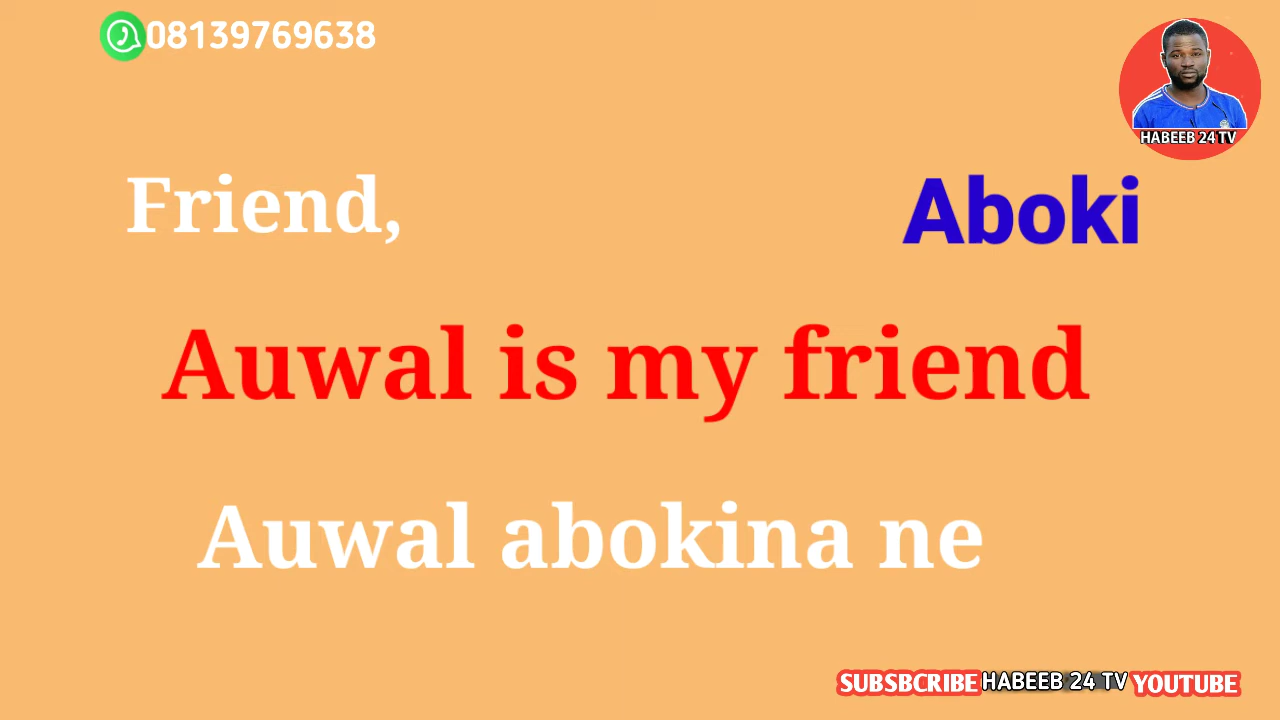 08139769638
HABEEB 24 TV
Friend, Aboki
Auwal is my friend
Auwal abokina ne
SUBSBCRIBE HABEEB 24 TV YOUTUBE